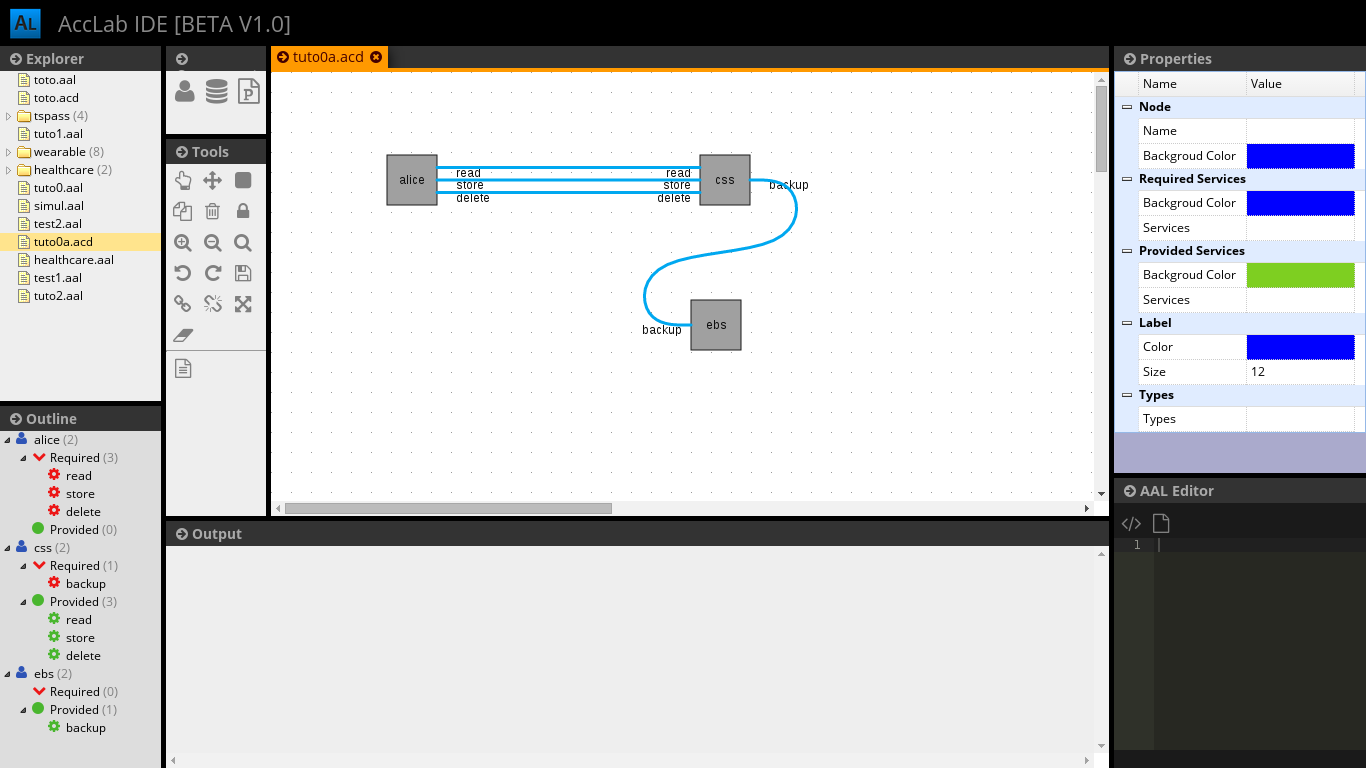 AL AccLab IDE [BETA V1.0]
Explorer
toto.aal
toto.acd
tspass (4)
tuto1.aal
wearable (8)
healthcare (2)
tuto0.aal
simul.aal
test2.aal
tuto0a.acd
healthcare.aal
test1.aal
tuto2.aal
Outline
alice (2)
Required (3)
read
store
delete
Provided (0)
css (2)
Required (1)
backup
Provided (3)
read
store
delete
ebs (2)
Required (0)
Provided (1)
backup
P
Tools
tuto0a.acd
alice
read
store
delete
read
store
delete
css
backup
backup
ebs
Output
Properties
Name Value
Node
Name
Backgroud Color
Required Services
Backgroud Color
Services
Provided Services
Backgroud Color
Services
Label
Color
Size 12
Types
Types
AAL Editor
</>
1